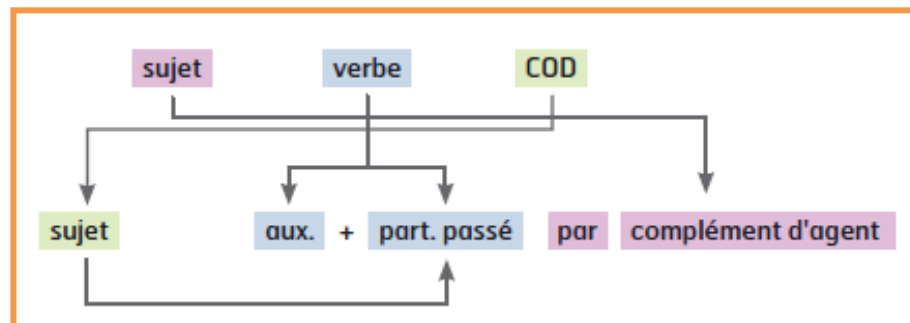 sujet verbe COD
sujet aux. + part. passé par complément d'agent